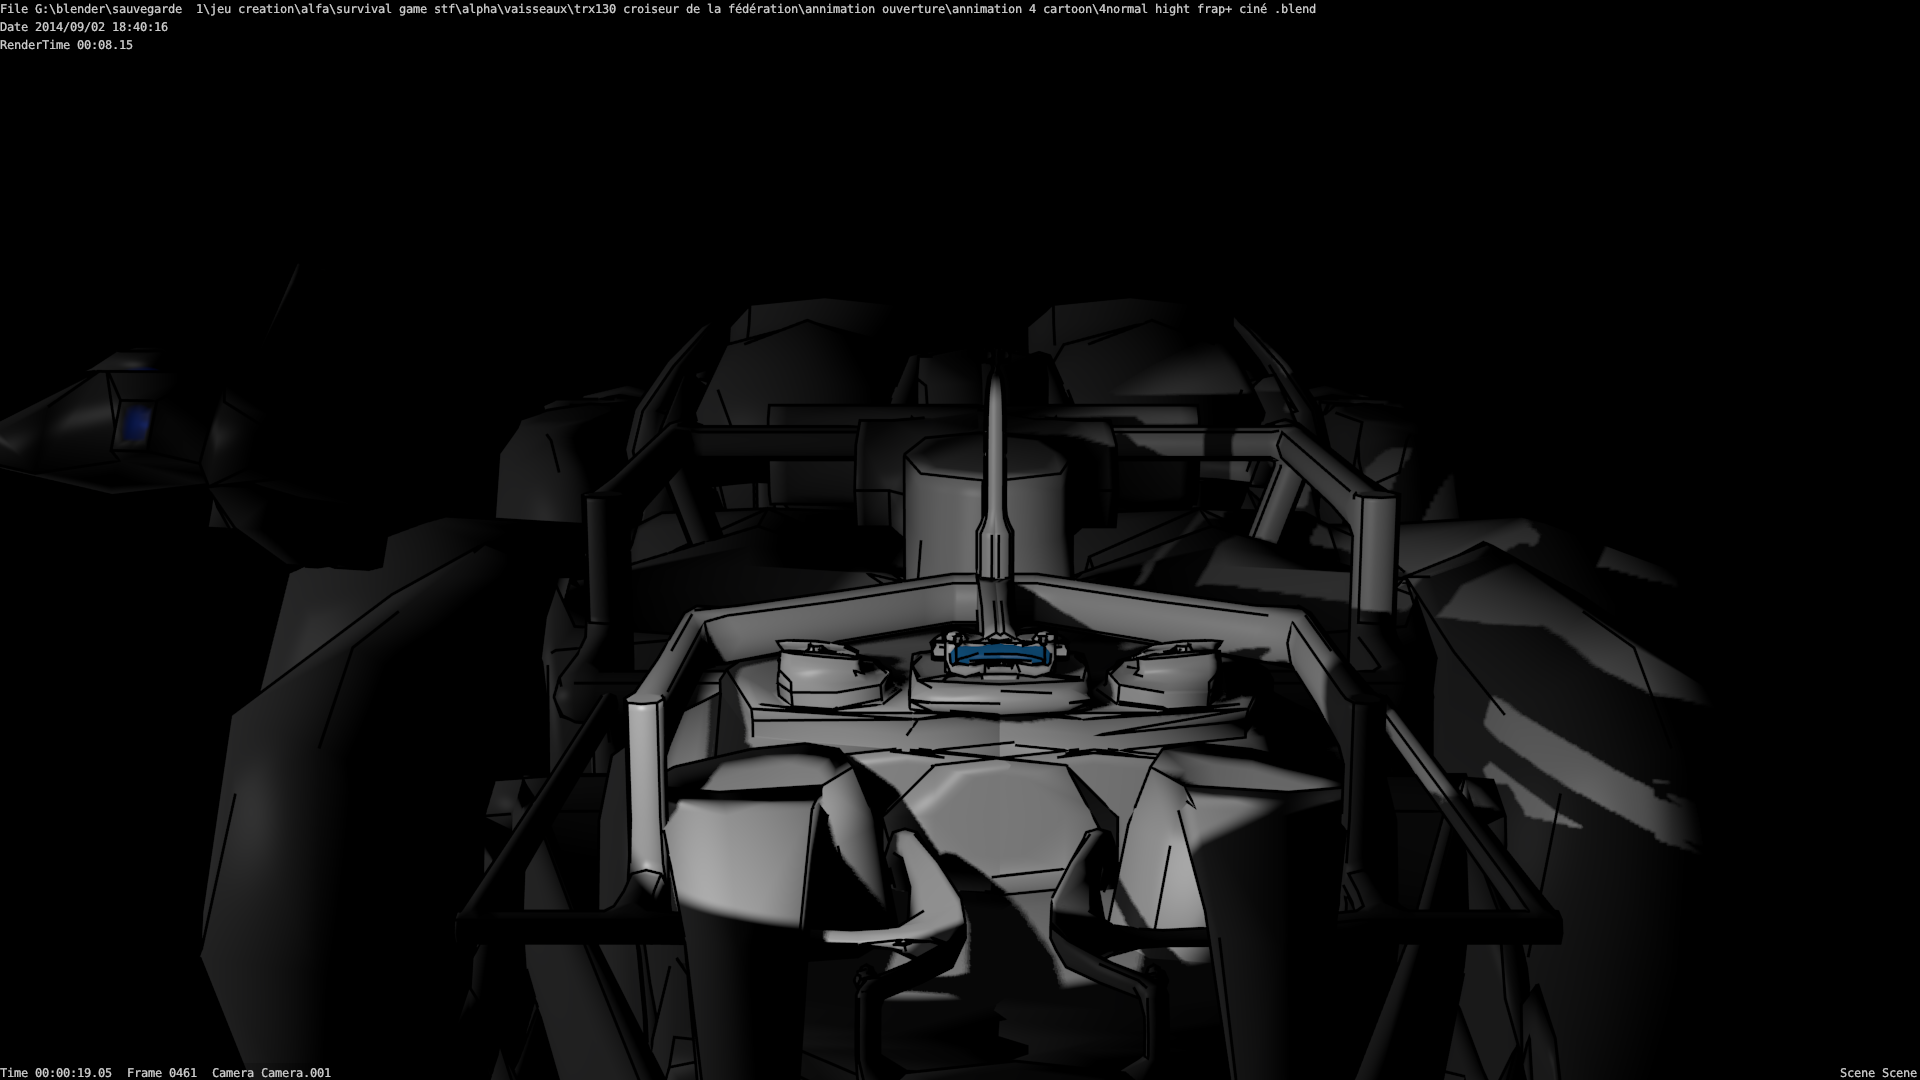 File G:\blender\sauvegarde  1\jeu creation\alfa\survival game stf\alpha\vaisseaux\trx130 croiseur de la fédération\annimation ouverture\annimation 4 cartoon\4normal hight frap+ ciné .blend
Date 2014/09/02 18:40:16
RenderTime 00:08.15
Time 00:00:19.05  Frame 0461  Camera Camera.001
Scene Scene